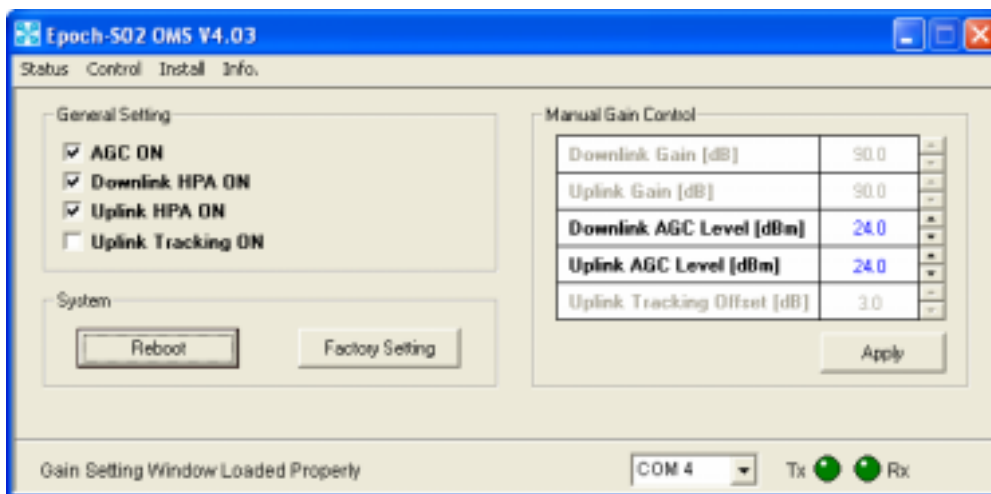 Epoch-S02 OMS V4.03
Status Control Install Info.
General Setting
AGC ON
Downlink HPA ON
Uplink HPA ON
Uplink Tracking ON
System
Reboot Factory Setting
Manual Gain Control
Downlink Gain [dB] 90.0
Uplink Gain [dB] 90.0
Downlink AGC Level [dBm] 24.0
Uplink AGC Level [dBm] 24.0
Uplink Tracking Offset [dB] 3.0
Apply
Gain Setting Window Loaded Properly COM 4 Tx Rx